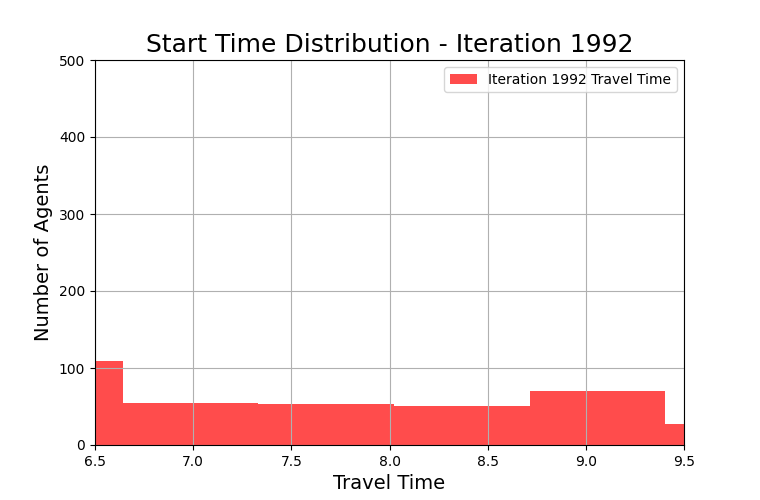 Start Time Distribution - Iteration 1992
Iteration 1992 Travel Time
Number of Agents
500
400
300
200
100
0
6.5 7.0 7.5 8.0 8.5 9.0 9.5
Travel Time